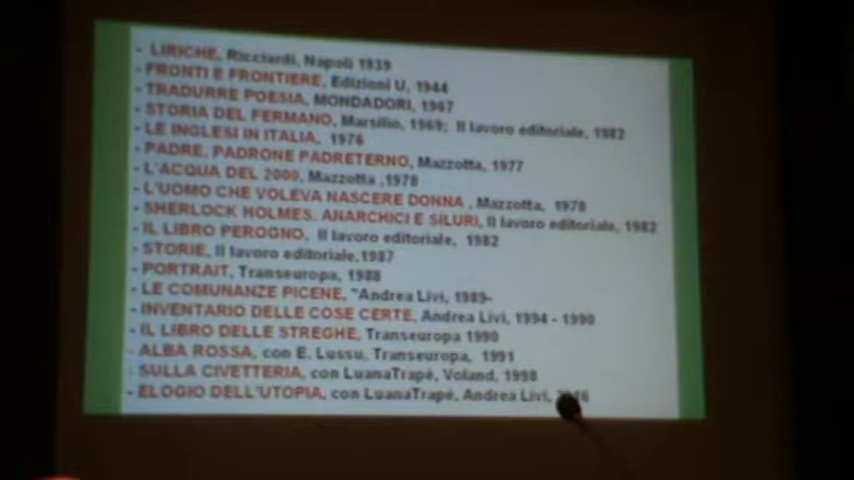 - LIRICHE, Ricciardi, Napoli 1939
- FRONTI E FRONTIERE, Edizioni U, 1944
- TRADURRE POESIA, MONDADORI, 1967
- STORIA DEL FERMANO, Marsilio, 1969; Il lavoro editoriale, 1982
- LE INGLESI IN ITALIA, 1976
- PADRE, PADRONE PADRETERNO, Mazzotta, 1977
- L'ACQUA DEL 2000, Mazzotta ,1978
- L'UOMO CHE VOLEVA NASCERE DONNA , Mazzotta, 1978
- SHERLOCK HOLMES. ANARCHICI E SILURI, Il lavoro editoriale, 1982
- IL LIBRO PEROGNO, Il lavoro editoriale, 1982
- STORIE, Il lavoro editoriale,1987
- PORTRAIT, Transeuropa, 1988
- LE COMUNANZE PICENE, "Andrea Livi, 1989-
- INVENTARIO DELLE COSE CERTE, Andrea Livi, 1994 - 1990
- IL LIBRO DELLE STREGHE, Transeuropa 1990
- ALBA ROSSA, con E. Lussu, Transeuropa, 1991
- SULLA CIVETTERIA, con LuanaTrapé, Voland, 1998
- ELOGIO DELL'UTOPIA, con LuanaTrapé, Andrea Livi,